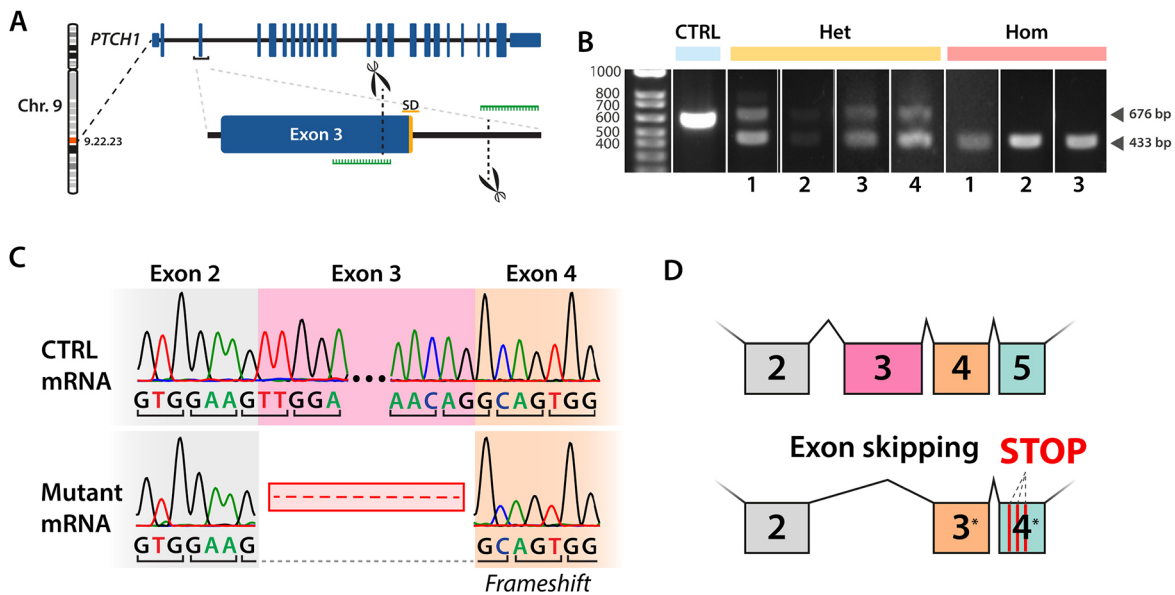 A
PTCH1
Chr. 9
9.22.23
SD
Exon 3
B
CTRL Het Hom
1000
800
700
600
500
400
676 bp
433 bp
1 2 3 4 1 2 3
C
Exon 2 Exon 3 Exon 4
CTRL
mRNA
GTGGAAGTTGGA AACAGGCAGTGG
Mutant
mRNA
GTGGAAG GCAGTGG
Frameshift
D
2 3 4 5
Exon skipping STOP
2 3* 4*